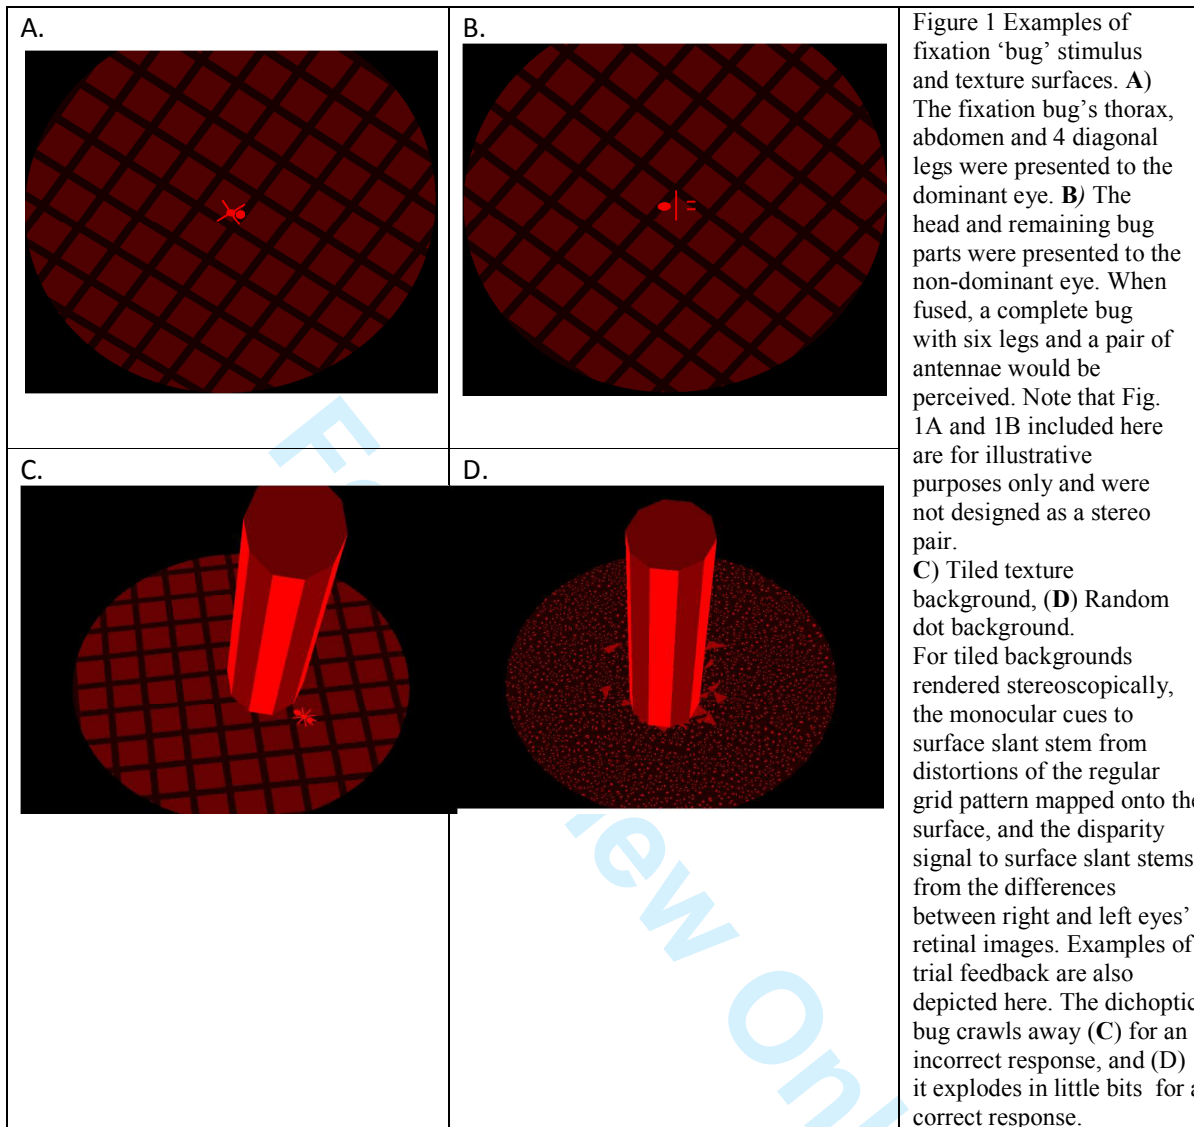 A.
B.
Figure 1 Examples of
fixation ‘bug’ stimulus
and texture surfaces. A)
The fixation bug’s thorax,
abdomen and 4 diagonal
legs were presented to the
dominant eye. B) The
head and remaining bug
parts were presented to the
non-dominant eye. When
fused, a complete bug
with six legs and a pair of
antennae would be
perceived. Note that Fig.
1A and 1B included here
are for illustrative
purposes only and were
not designed as a stereo
pair.
C) Tiled texture
background, (D) Random
dot background.
For tiled backgrounds
rendered stereoscopically,
the monocular cues to
surface slant stem from
distortions of the regular
grid pattern mapped onto the
surface, and the disparity
signal to surface slant stems
from the differences
between right and left eyes’
retinal images. Examples of
trial feedback are also
depicted here. The dichoptic
bug crawls away (C) for an
incorrect response, and (D)
it explodes in little bits for a
correct response.
C.
D.